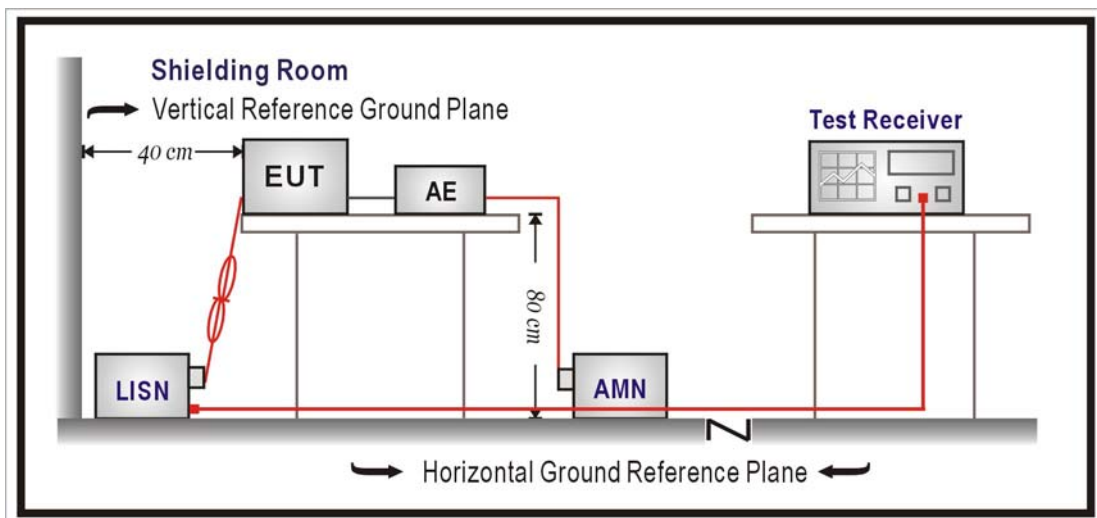 Shielding Room
Vertical Reference Ground Plane
Test Receiver
40 cm
EUT
AE
80 cm
LISN
AMN
Horizontal Ground Reference Plane